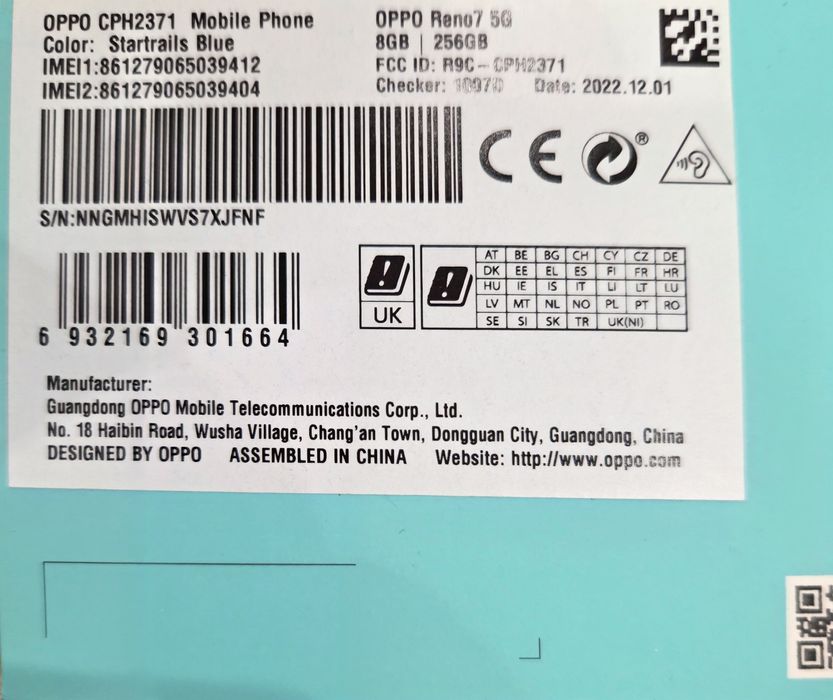 OPPO CPH2371 Mobile Phone
Color: Startrails Blue
IMEI1:861279065039412
IMEI2:861279065039404
OPPO Reno7 5G
8GB | 256GB
FCC ID: R9C-CPH2371
Checker: Date: 2022.12.01
CE
®
S/N:NNGMHISWVS7XJFNF
UK
AT BE BG CH CY CZ DE
DK EE EL ES FI FR HR
HU IE IS IT LI LT LU
LV MT NL NO PL PT RO
SE SI SK TR UK(NI)
6 932169 301664
Manufacturer:
Guangdong OPPO Mobile Telecommunications Corp., Ltd.
No. 18 Haibin Road, Wusha Village, Chang'an Town, Dongguan City, Guangdong, China
DESIGNED BY OPPO ASSEMBLED IN CHINA Website: http://www.oppo.com